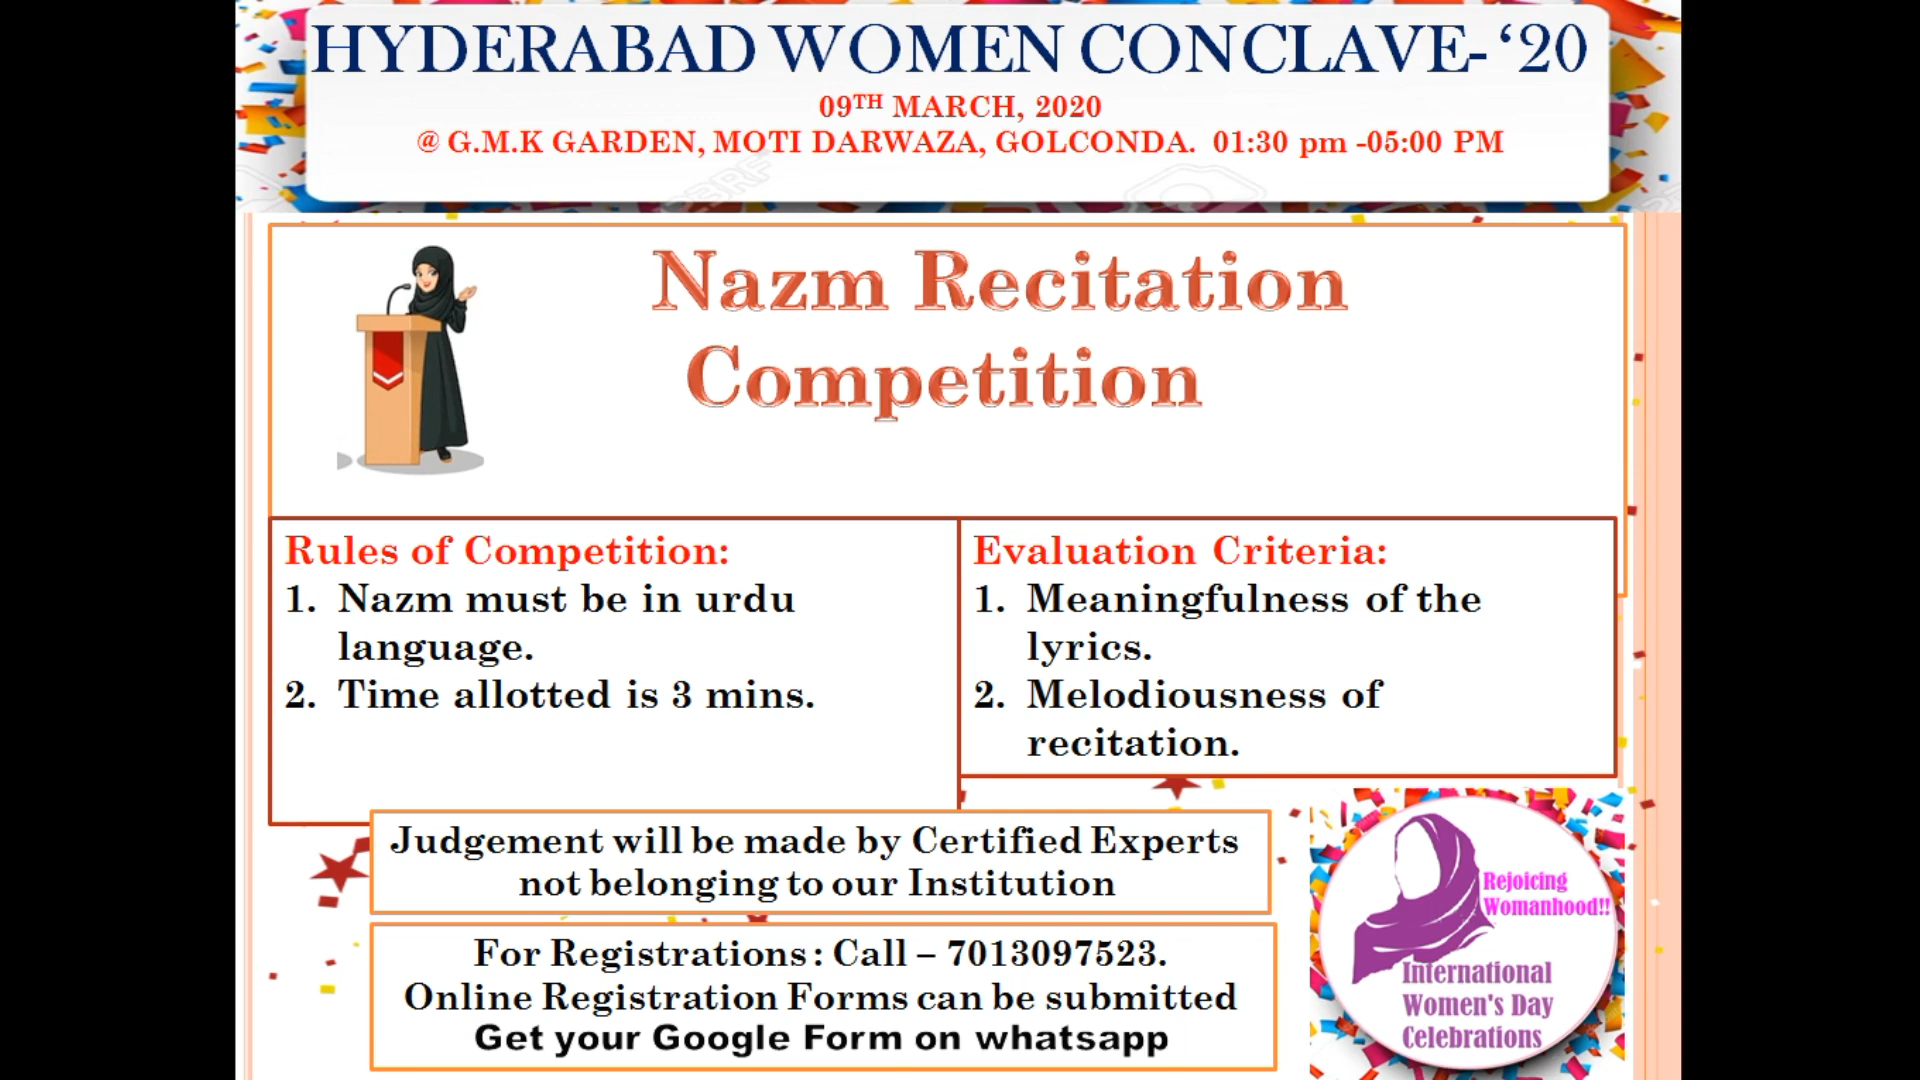 HYDERABAD WOMEN CONCLAVE- ‘20
09TH MARCH, 2020
@ G.M.K GARDEN, MOTI DARWAZA, GOLCONDA. 01:30 pm -05:00 PM
Nazm Recitation
Competition
Rules of Competition:
1. Nazm must be in urdu
language.
2. Time allotted is 3 mins.
Evaluation Criteria:
1. Meaningfulness of the
lyrics.
2. Melodiousness of
recitation.
Judgement will be made by Certified Experts
not belonging to our Institution
For Registrations : Call – 7013097523.
Online Registration Forms can be submitted
Get your Google Form on whatsapp
Rejoicing
Womanhood!!
International
Women's Day
Celebrations